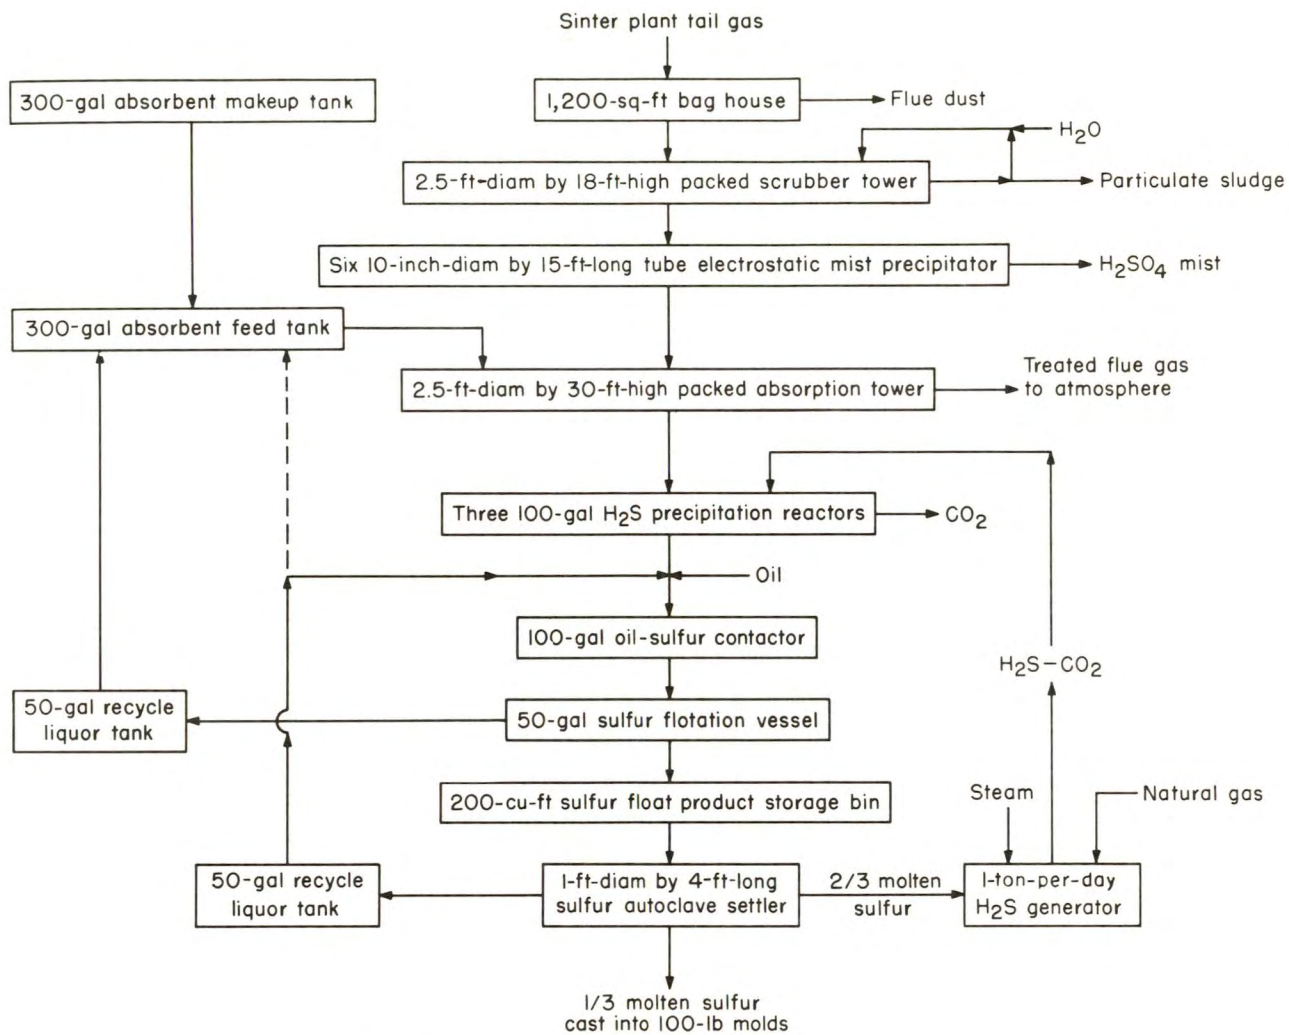 Sinter plant tail gas
300-gal absorbent makeup tank
1,200-sq-ft bag house
Flue dust
H₂O
2.5-ft-diam by 18-ft-high packed scrubber tower
Particulate sludge
Six 10-inch-diam by 15-ft-long tube electrostatic mist precipitator
H₂SO₄ mist
300-gal absorbent feed tank
2.5-ft-diam by 30-ft-high packed absorption tower
Treated flue gas
to atmosphere
Three 100-gal H₂S precipitation reactors
CO₂
Oil
100-gal oil-sulfur contactor
H₂S-CO₂
50-gal recycle
liquor tank
50-gal sulfur flotation vessel
200-cu-ft sulfur float product storage bin
Steam
Natural gas
50-gal recycle
liquor tank
1-ft-diam by 4-ft-long
sulfur autoclave settler
2/3 molten
sulfur
1-ton-per-day
H₂S generator
1/3 molten sulfur
cast into 100-lb molds